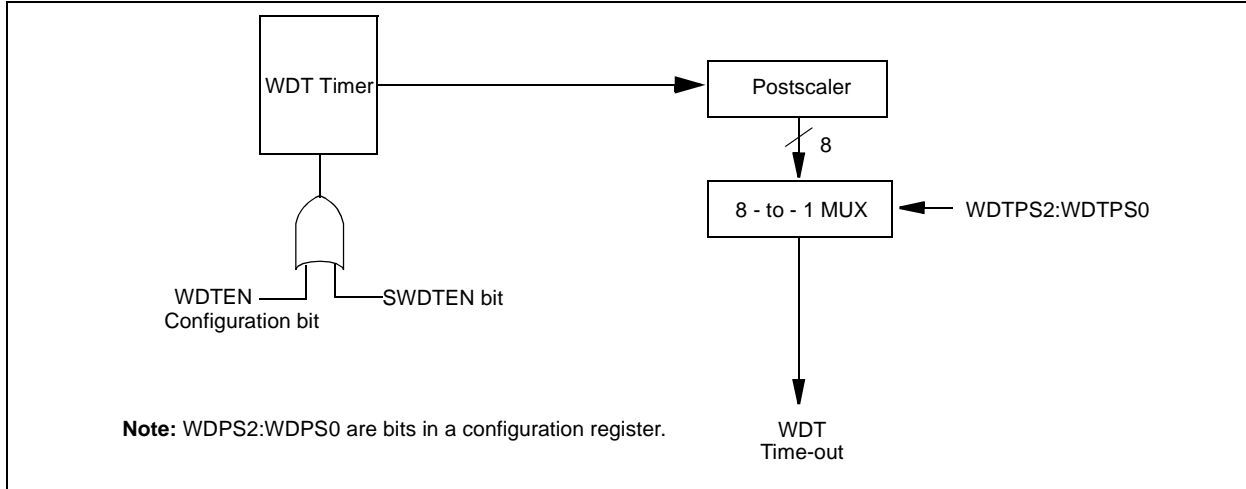 WDT Timer
Postscaler
8
8 - to - 1 MUX
WDTPS2:WDTPS0
WDTEN
Configuration bit
SWDTEN bit
Note: WDPS2:WDPS0 are bits in a configuration register.
WDT
Time-out